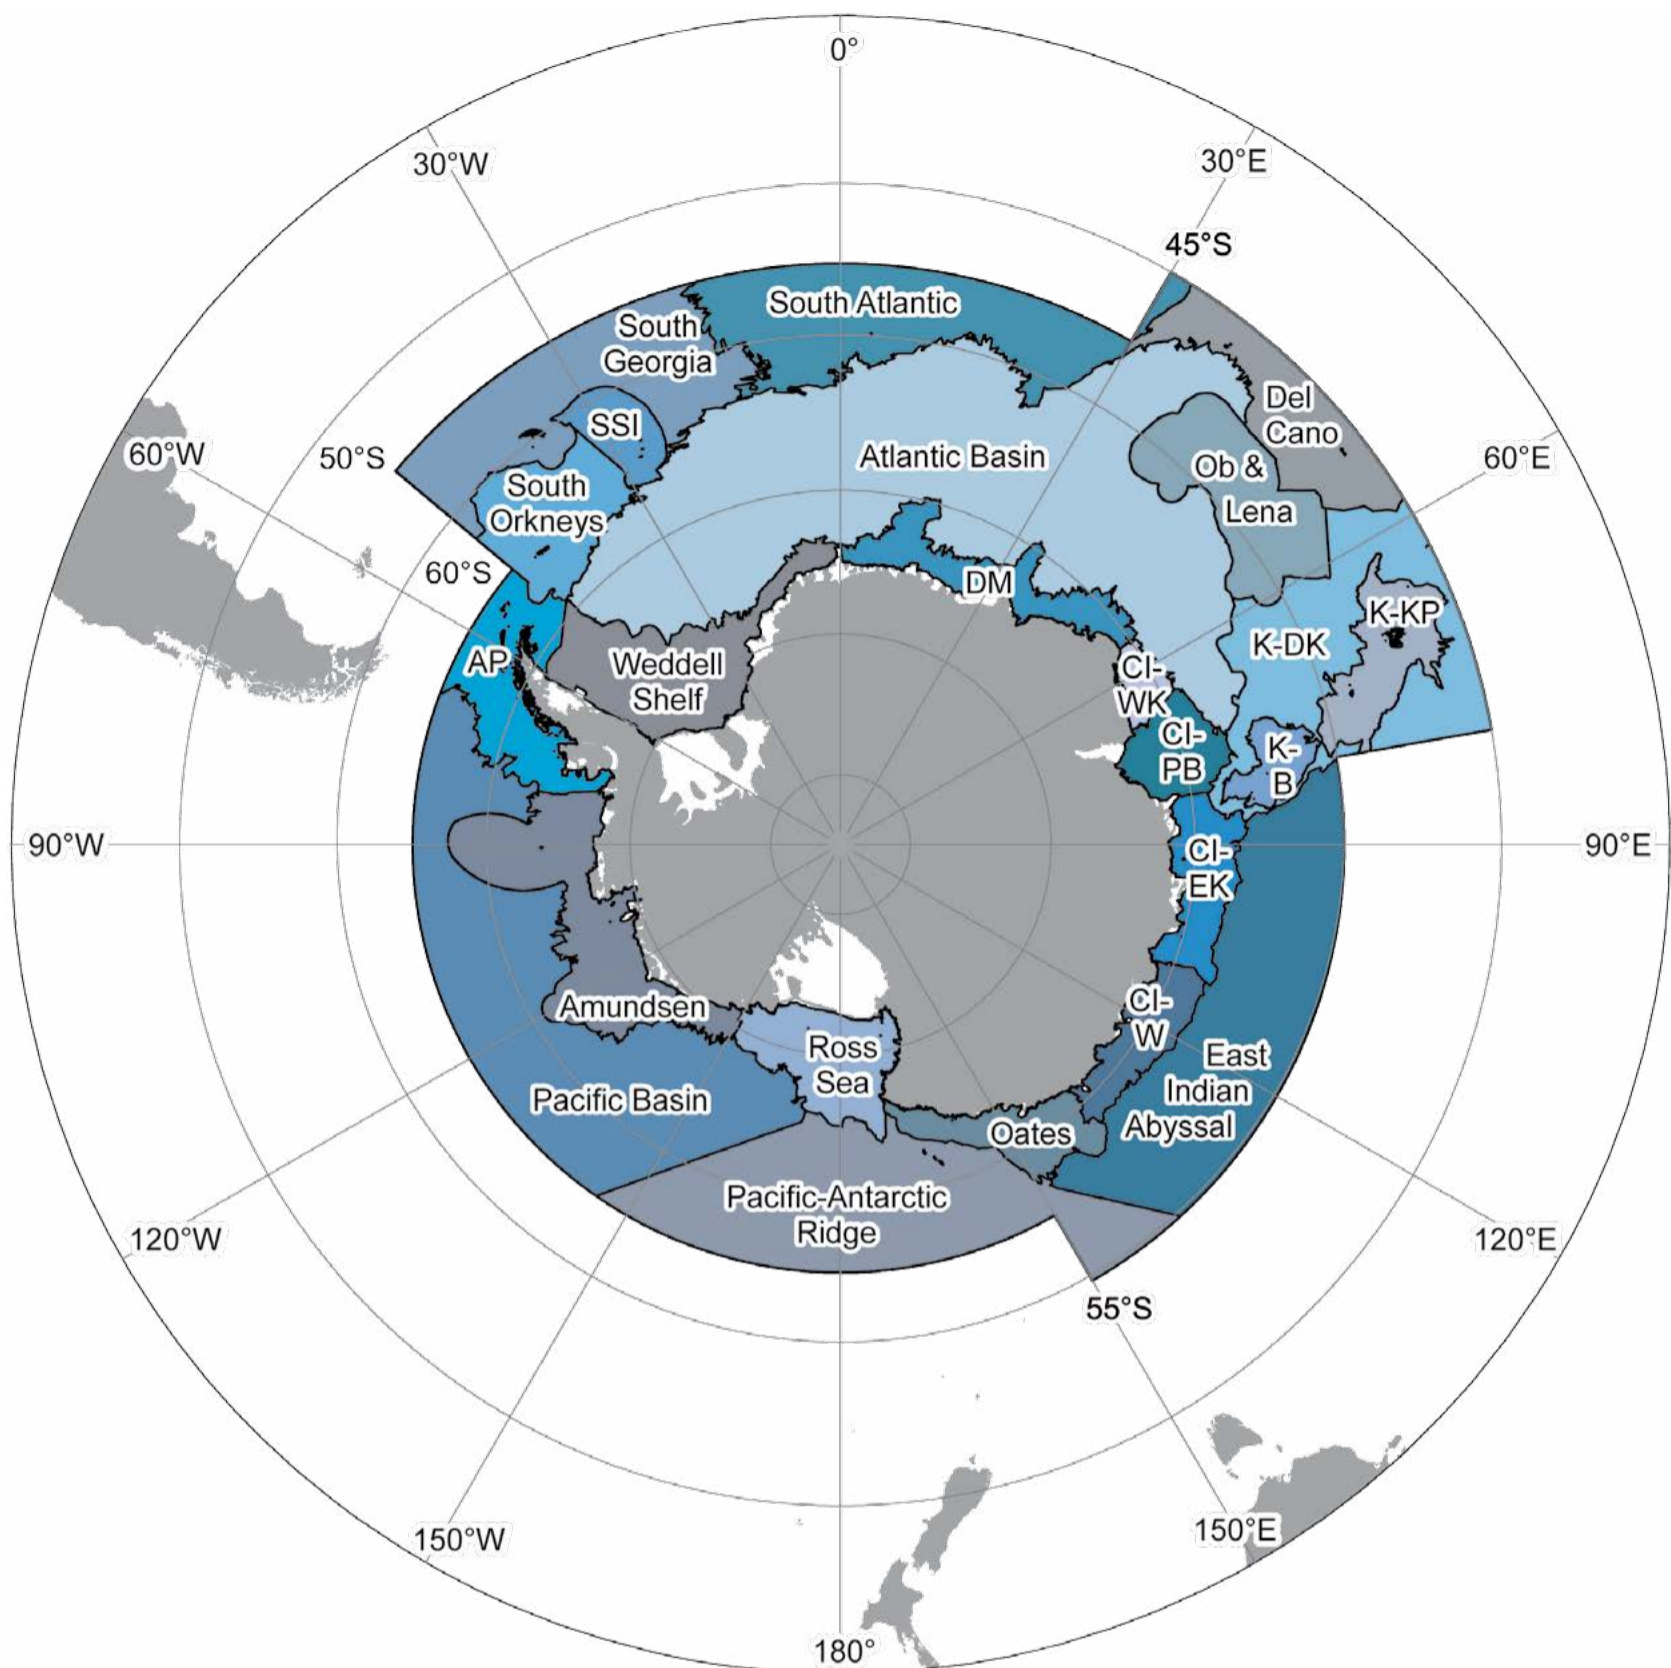 0°
30°W
30°E
45°S
South Atlantic
South
Georgia
Del
Cano
SSI
60°W
50°S
Atlantic Basin
60°E
Ob &
Lena
South
Orkneys
60°S
DM
K-KP
K-DK
AP
Weddell
Shelf
CI-
WK
CI-
PB
K-
B
90°W
90°E
CI-
EK
Amundsen
CI-
W
Ross
Sea
East
Indian
Abyssal
Pacific Basin
Oates
Pacific-Antarctic
Ridge
120°W
120°E
55°S
150°W
150°E
180°